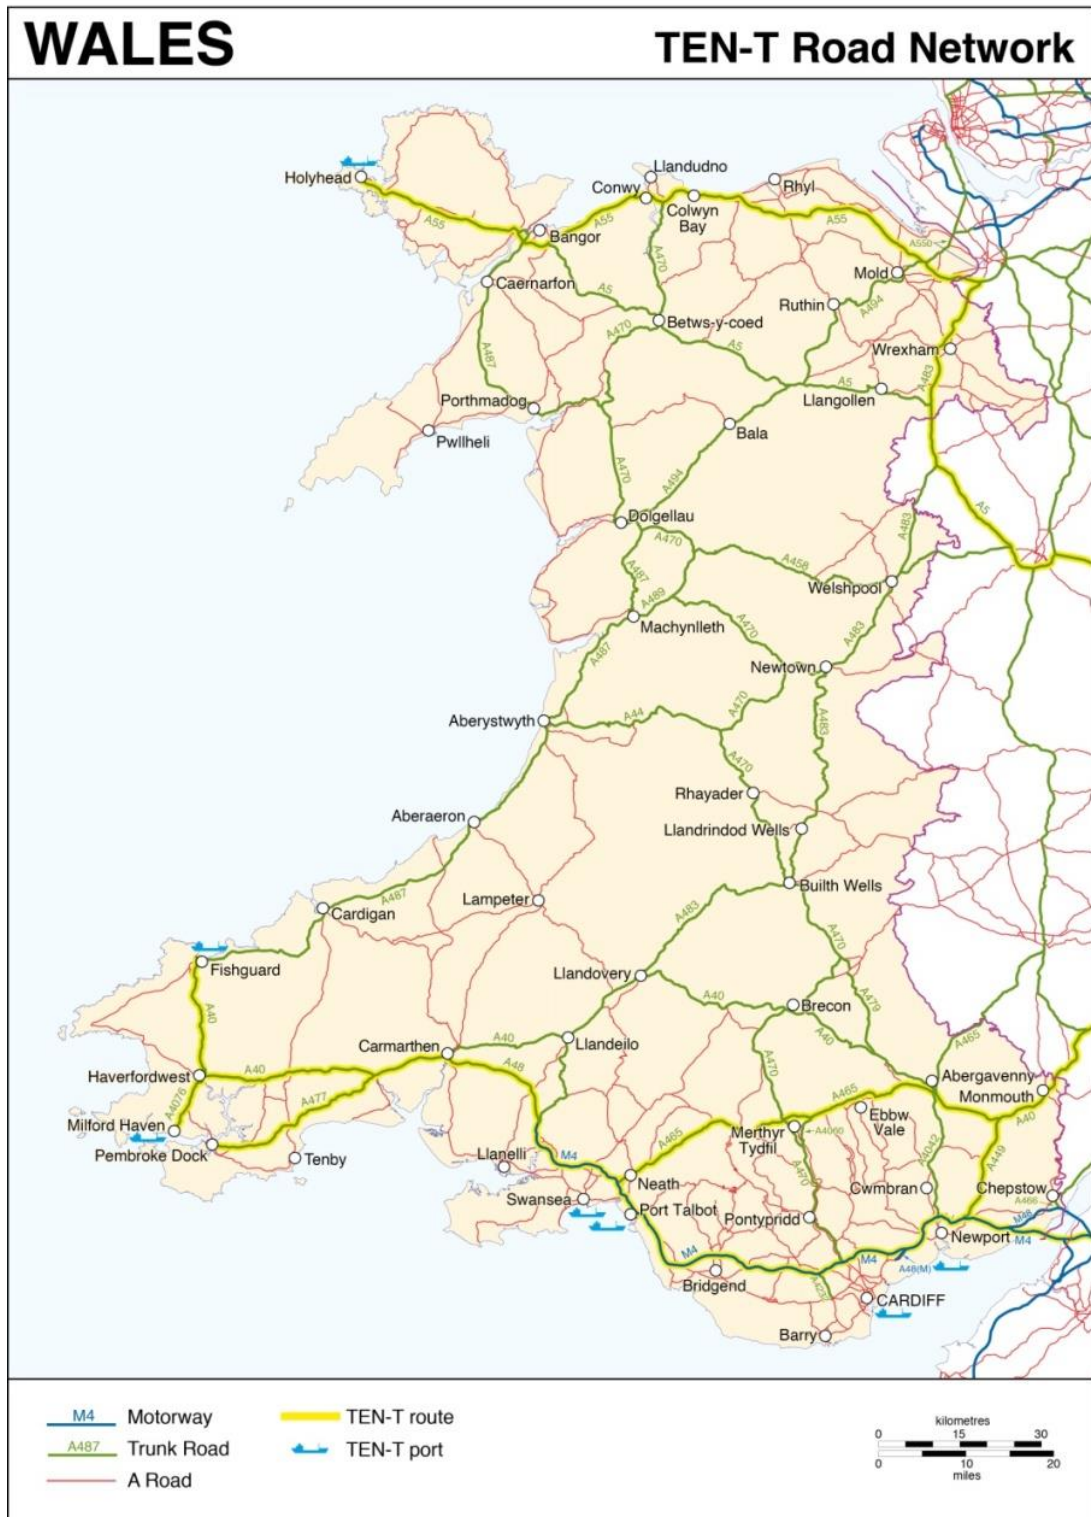 WALES
TEN-T Road Network
Llandudno
Holyhead
Conwy
Rhyl
Colwyn
Bay
A55
A55
A55
Bangor
A550
A470
Mold
Caernarfon
A5
Ruthin
A494
A470
Betws-y-coed
A5
Wrexham
A487
A483
A5
Porthmadog
Llangollen
Pwllheli
Bala
A470
A494
A5
Dolgellau
A470
A483
A458
A487
A489
Welshpool
Machynlleth
A470
A483
A487
Newtown
A470
Aberystwyth
A44
A483
A470
Rhayader
Aberaeron
Llandrindod Wells
Builth Wells
A487
Lampeter
Cardigan
A483
A470
Fishguard
Llandovery
A40
A40
Brecon
A479
A40
Llandeilo
A40
A465
Carmarthen
A48
A470
Haverfordwest
A40
A477
Abergavenny
A465
Monmouth
A4076
Ebbw
Vale
A40
Milford Haven
Merthyr
Tydfil
A4060
A465
A4042
A449
Pembroke Dock
Tenby
Llanelli
M4
A470
Neath
Cwmbran
Chepstow
A466
Swansea
Port Talbot
Pontypridd
M48
Newport
M4
M4
M4
A48(M)
Bridgend
A4232
CARDIFF
Barry
M4
Motorway
A487
Trunk Road
A Road
TEN-T route
TEN-T port
kilometres
0 15 30
0 10 20
miles